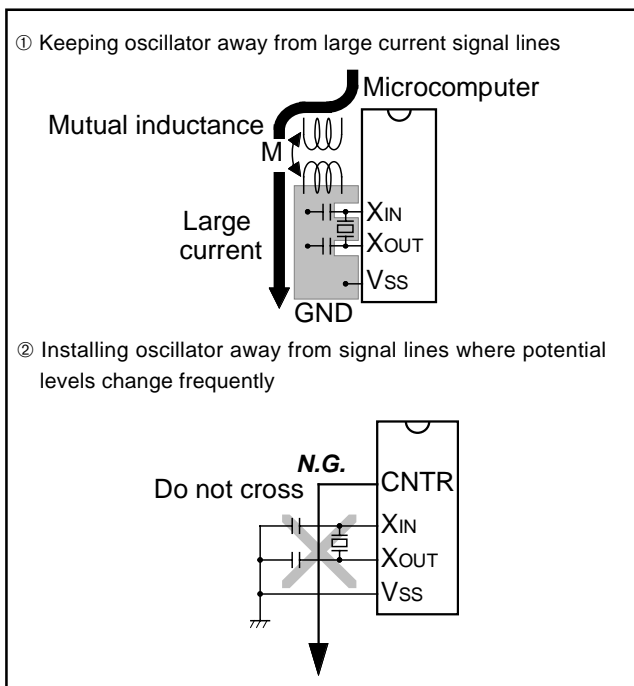 ① Keeping oscillator away from large current signal lines
Microcomputer
Mutual inductance
M
XIN
Large
current
XOUT
VSS
GND
② Installing oscillator away from signal lines where potential
levels change frequently
N.G.
Do not cross
CNTR
XIN
XOUT
VSS